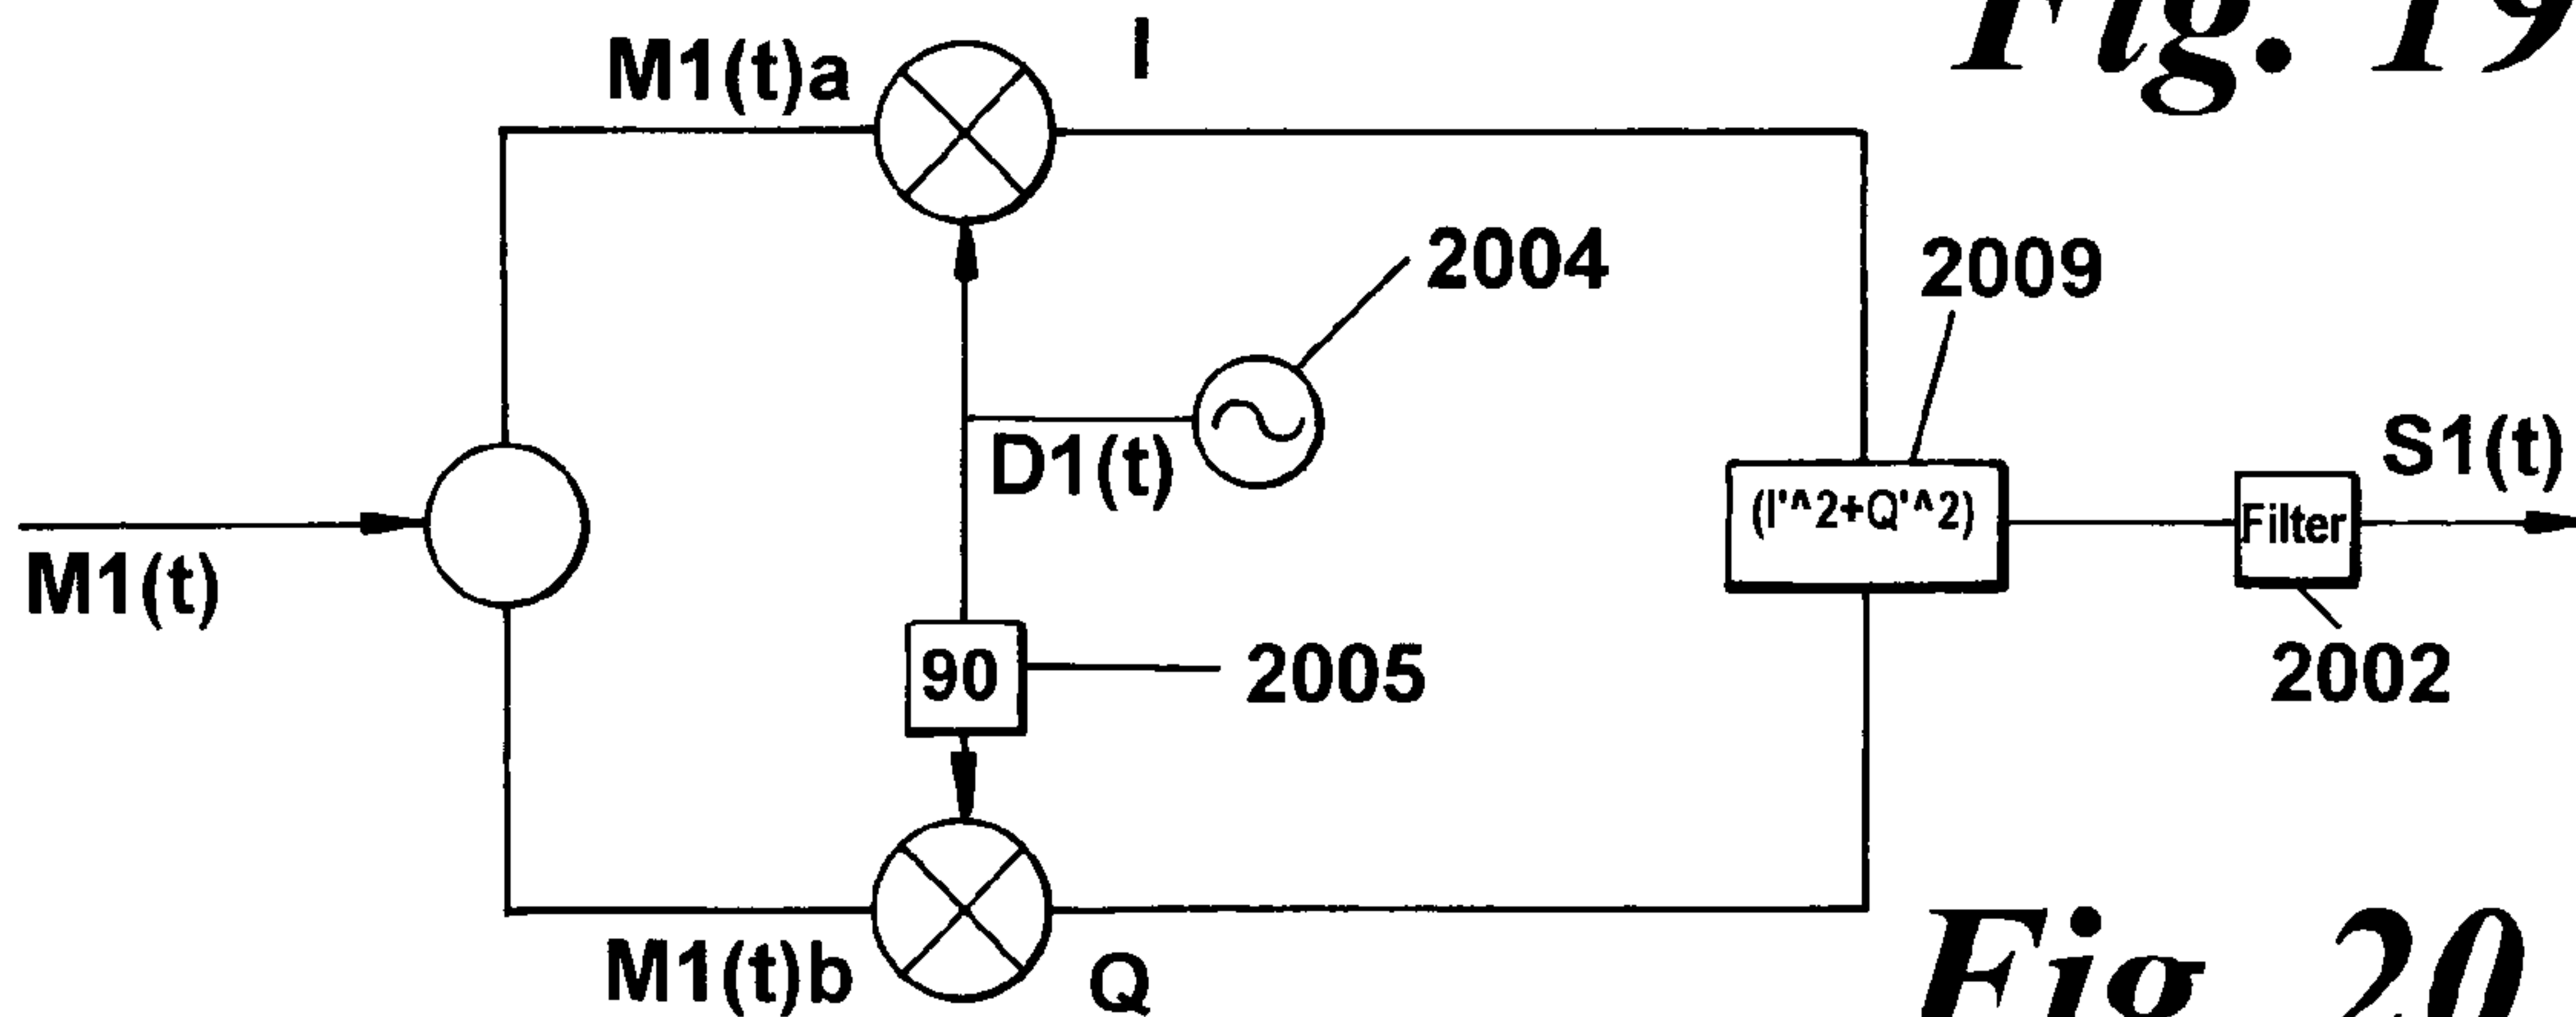 Fig. 19
M1(t)a
I
2004
2009
D1(t)
(I'^2+Q'^2)
S1(t)
Filter
M1(t)
90
2005
2002
M1(t)b
Q
Fig. 20